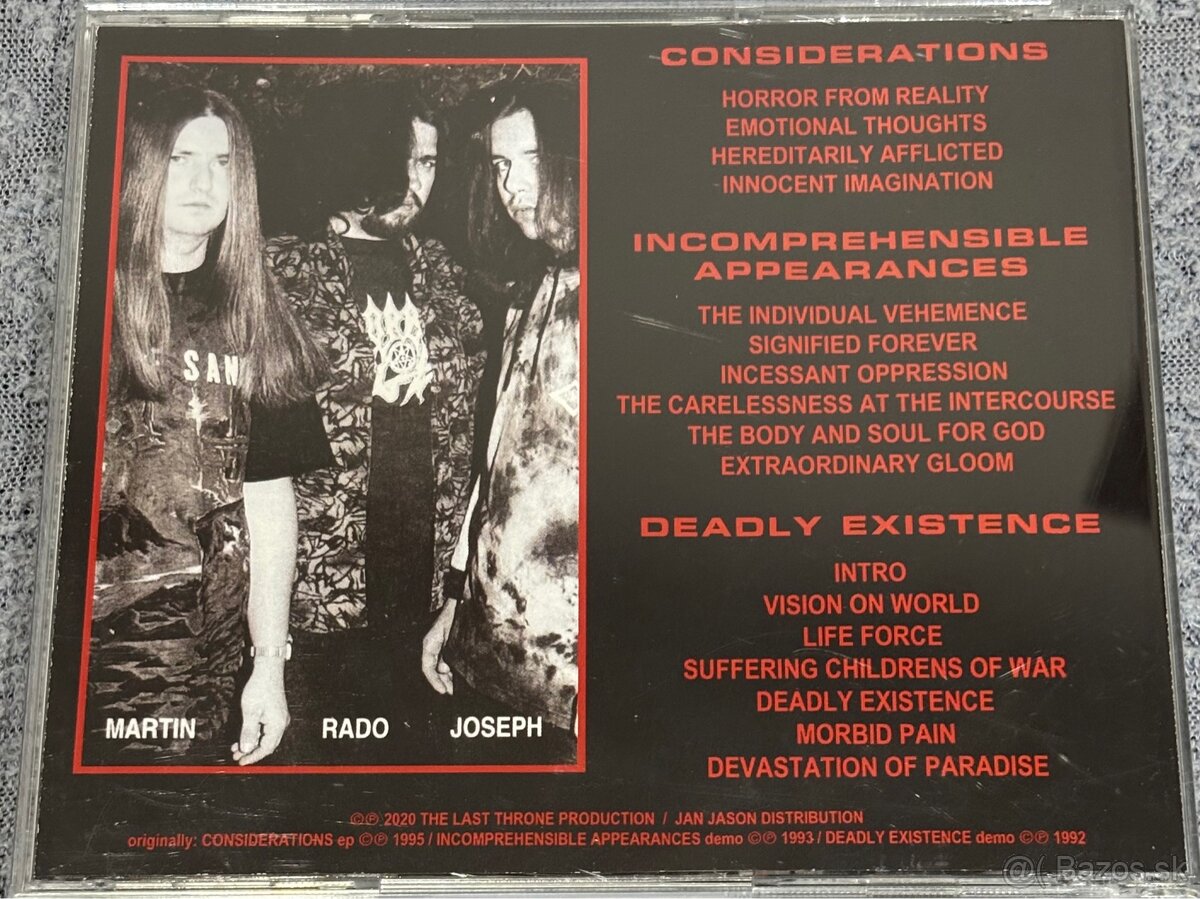 CONSIDERATIONS
HORROR FROM REALITY
EMOTIONAL THOUGHTS
HEREDITARILY AFFLICTED
INNOCENT IMAGINATION
INCOMPREHENSIBLE
APPEARANCES
THE INDIVIDUAL VEHEMENCE
SIGNIFIED FOREVER
INCESSANT OPPRESSION
THE CARELESSNESS AT THE INTERCOURSE
THE BODY AND SOUL FOR GOD
EXTRAORDINARY GLOOM
DEADLY EXISTENCE
INTRO
VISION ON WORLD
LIFE FORCE
SUFFERING CHILDRENS OF WAR
DEADLY EXISTENCE
MORBID PAIN
DEVASTATION OF PARADISE
SAN
MARTIN RADO JOSEPH
©℗ 2020 THE LAST THRONE PRODUCTION / JAN JASON DISTRIBUTION
originally: CONSIDERATIONS ep ©℗ 1995 / INCOMPREHENSIBLE APPEARANCES demo ©℗ 1993 / DEADLY EXISTENCE demo ©℗ 1992
Bazos.sk